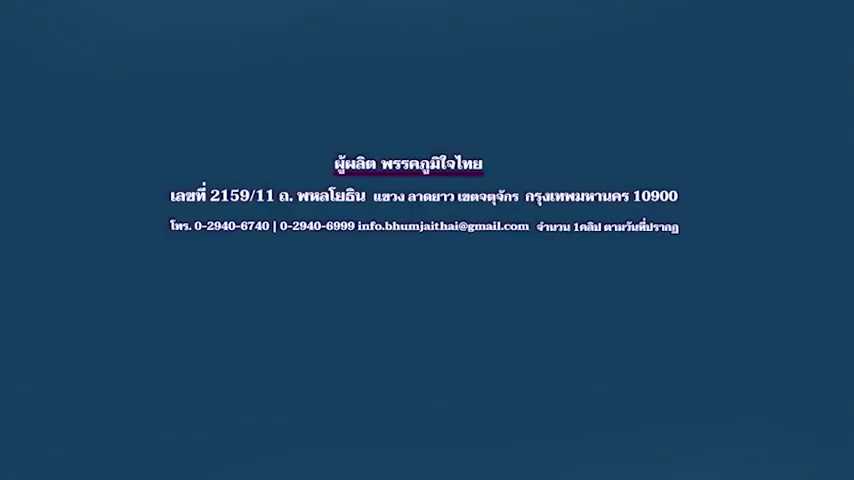 ผู้ผลิต พรรคภูมิใจไทย
เลขที่ 2159/11 ถ. พหลโยธิน แขวง ลาดยาว เขตจตุจักร กรุงเทพมหานคร 10900
โทร. 0-2940-6740 | 0-2940-6999 info.bhumjaithai@gmail.com จำนวน 1คลิป ตามวันที่ปรากฏ